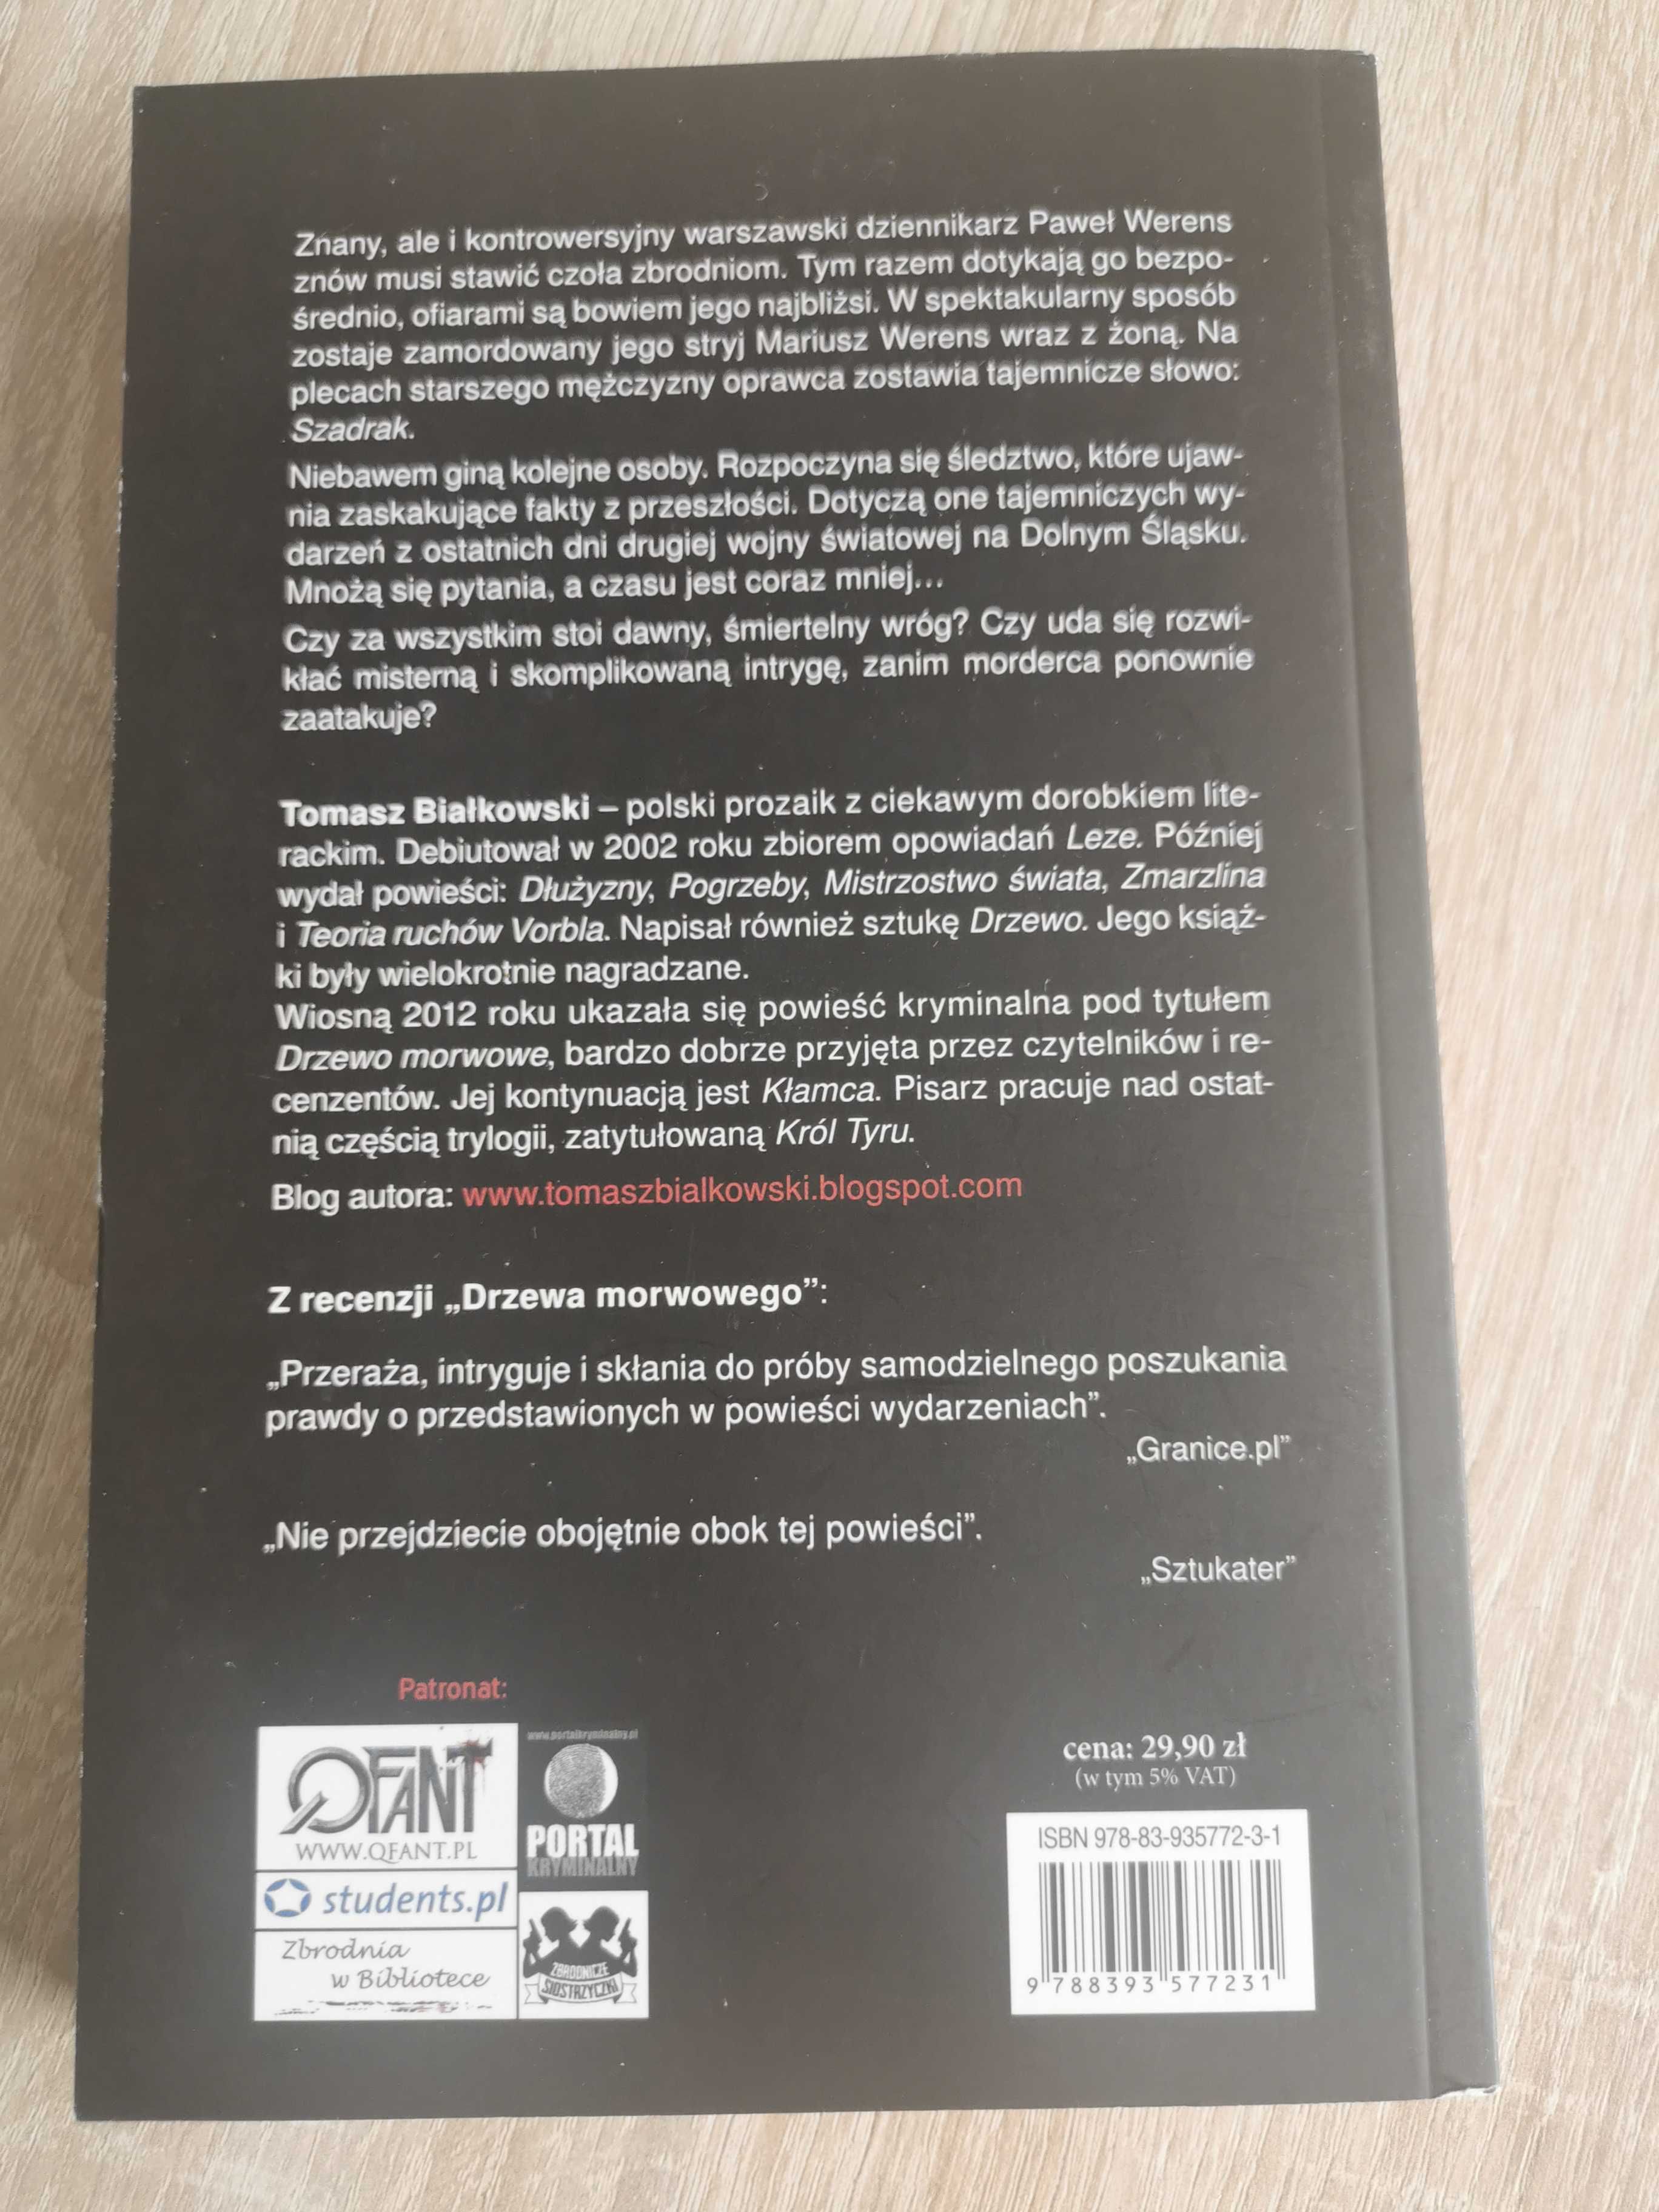 Znany, ale i kontrowersyjny warszawski dziennikarz Paweł Werens
znów musi stawić czoła zbrodniom. Tym razem dotykają go bezpo-
średnio, ofiarami są bowiem jego najbliżsi. W spektakularny sposób
zostaje zamordowany jego stryj Mariusz Werens wraz z żoną. Na
plecach starszego mężczyzny oprawca zostawia tajemnicze słowo:
Szadrak.
Niebawem giną kolejne osoby. Rozpoczyna się śledztwo, które ujaw-
nia zaskakujące fakty z przeszłości. Dotyczą one tajemniczych wy-
darzeń z ostatnich dni drugiej wojny światowej na Dolnym Śląsku.
Mnożą się pytania, a czasu jest coraz mniej...
Czy za wszystkim stoi dawny, śmiertelny wróg? Czy uda się rozwi-
kłać misterną i skomplikowaną intrygę, zanim morderca ponownie
zaatakuje?
Tomasz Białkowski – polski prozaik z ciekawym dorobkiem lite-
rackim. Debiutował w 2002 roku zbiorem opowiadań Leze. Później
wydał powieści: Dłużyzny, Pogrzeby, Mistrzostwo świata, Zmarzlina
i Teoria ruchów Vorbla. Napisał również sztukę Drzewo. Jego książ-
ki były wielokrotnie nagradzane.
Wiosną 2012 roku ukazała się powieść kryminalna pod tytułem
Drzewo morwowe, bardzo dobrze przyjęta przez czytelników i re-
cenzentów. Jej kontynuacją jest Kłamca. Pisarz pracuje nad ostat-
nią częścią trylogii, zatytułowaną Król Tyru.
Blog autora: www.tomaszbialkowski.blogspot.com
Z recenzji „Drzewa morwowego”:
„Przeraża, intryguje i skłania do próby samodzielnego poszukania
prawdy o przedstawionych w powieści wydarzeniach”.
„Granice.pl”
„Nie przejdziecie obojętnie obok tej powieści”.
„Sztukater”
Patronat:
QFANT
WWW.QFANT.PL
www.portalkryminalny.pl
PORTAL
KRYMINALNY
students.pl
Zbrodnia
w Bibliotece
ZBRODNICZE
SIOSTRZYCZKI
cena: 29,90 zł
(w tym 5% VAT)
ISBN 978-83-935772-3-1
9 788393 577231